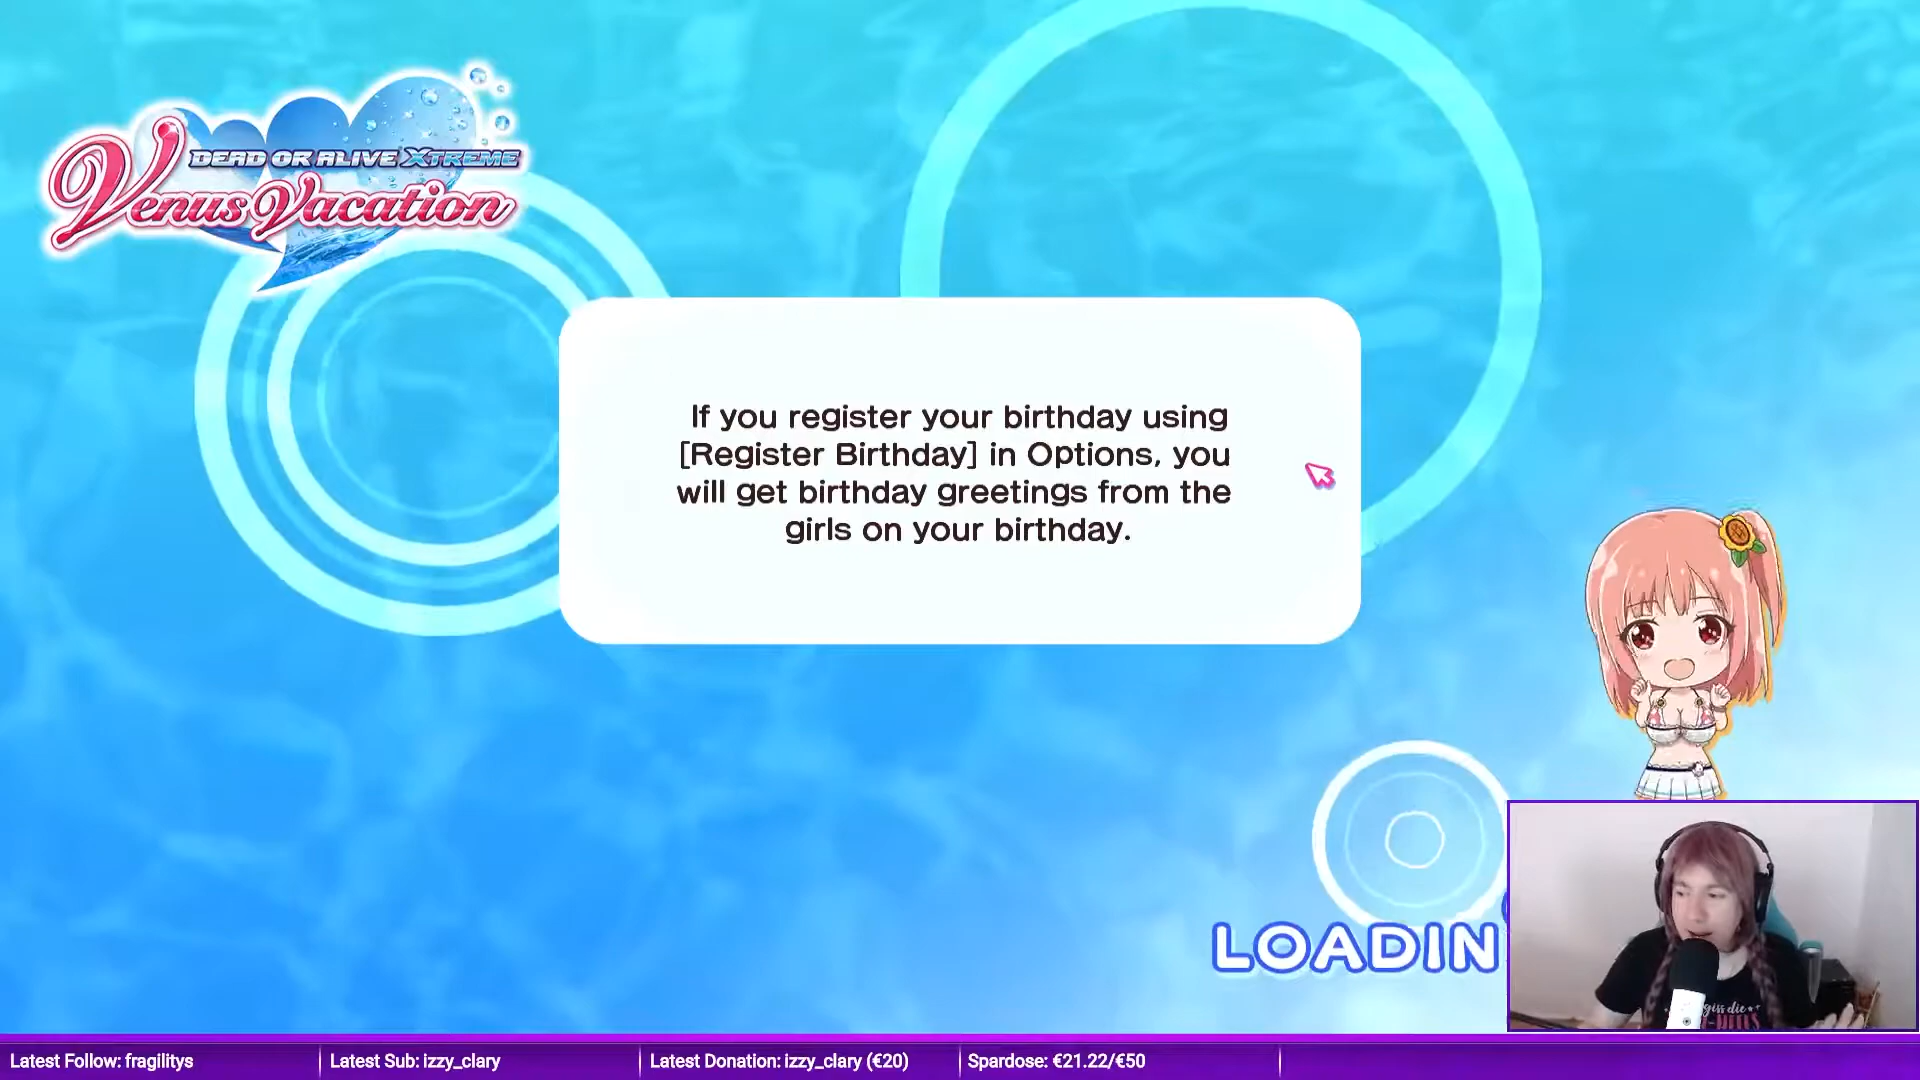 DEAD OR ALIVE XTREME
Venus Vacation
If you register your birthday using
[Register Birthday] in Options, you
will get birthday greetings from the
girls on your birthday.
LOADIN
Latest Follow: fragilitys
Latest Sub: izzy_clary
Latest Donation: izzy_clary (€20)
Spardose: €21.22/€50